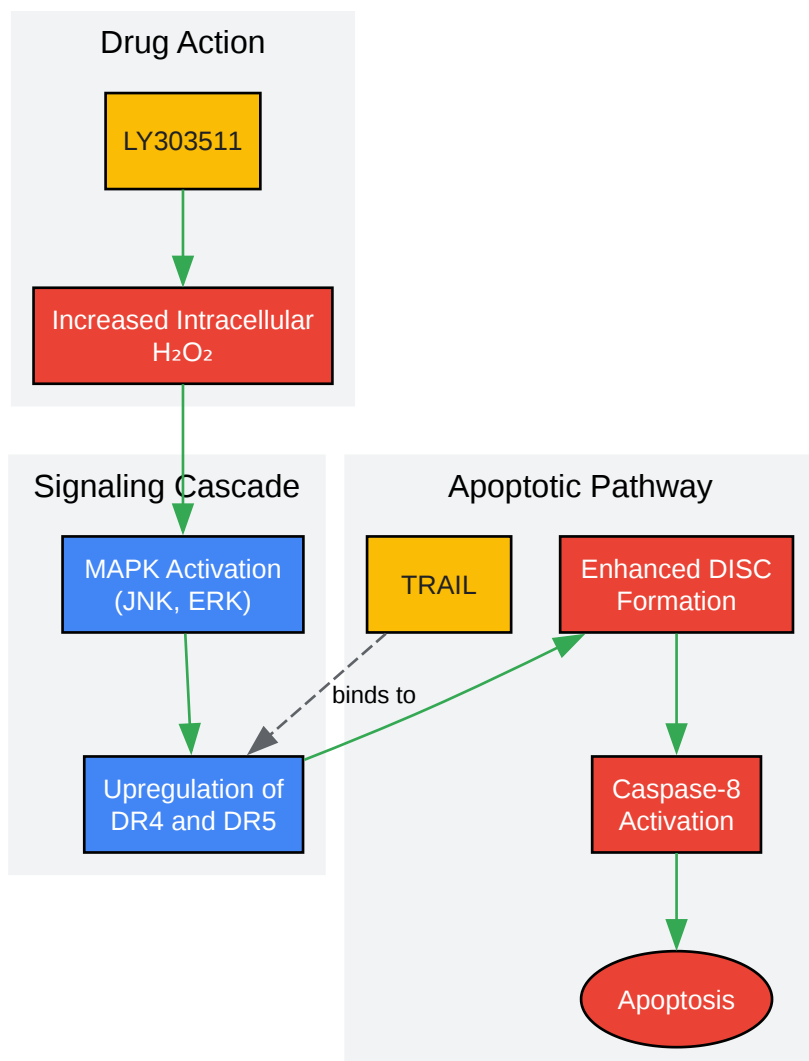 Drug Action
LY303511
Increased Intracellular
H₂O₂
Signaling Cascade
MAPK Activation
(JNK, ERK)
Upregulation of
DR4 and DR5
Apoptotic Pathway
TRAIL
binds to
Enhanced DISC
Formation
Caspase-8
Activation
Apoptosis